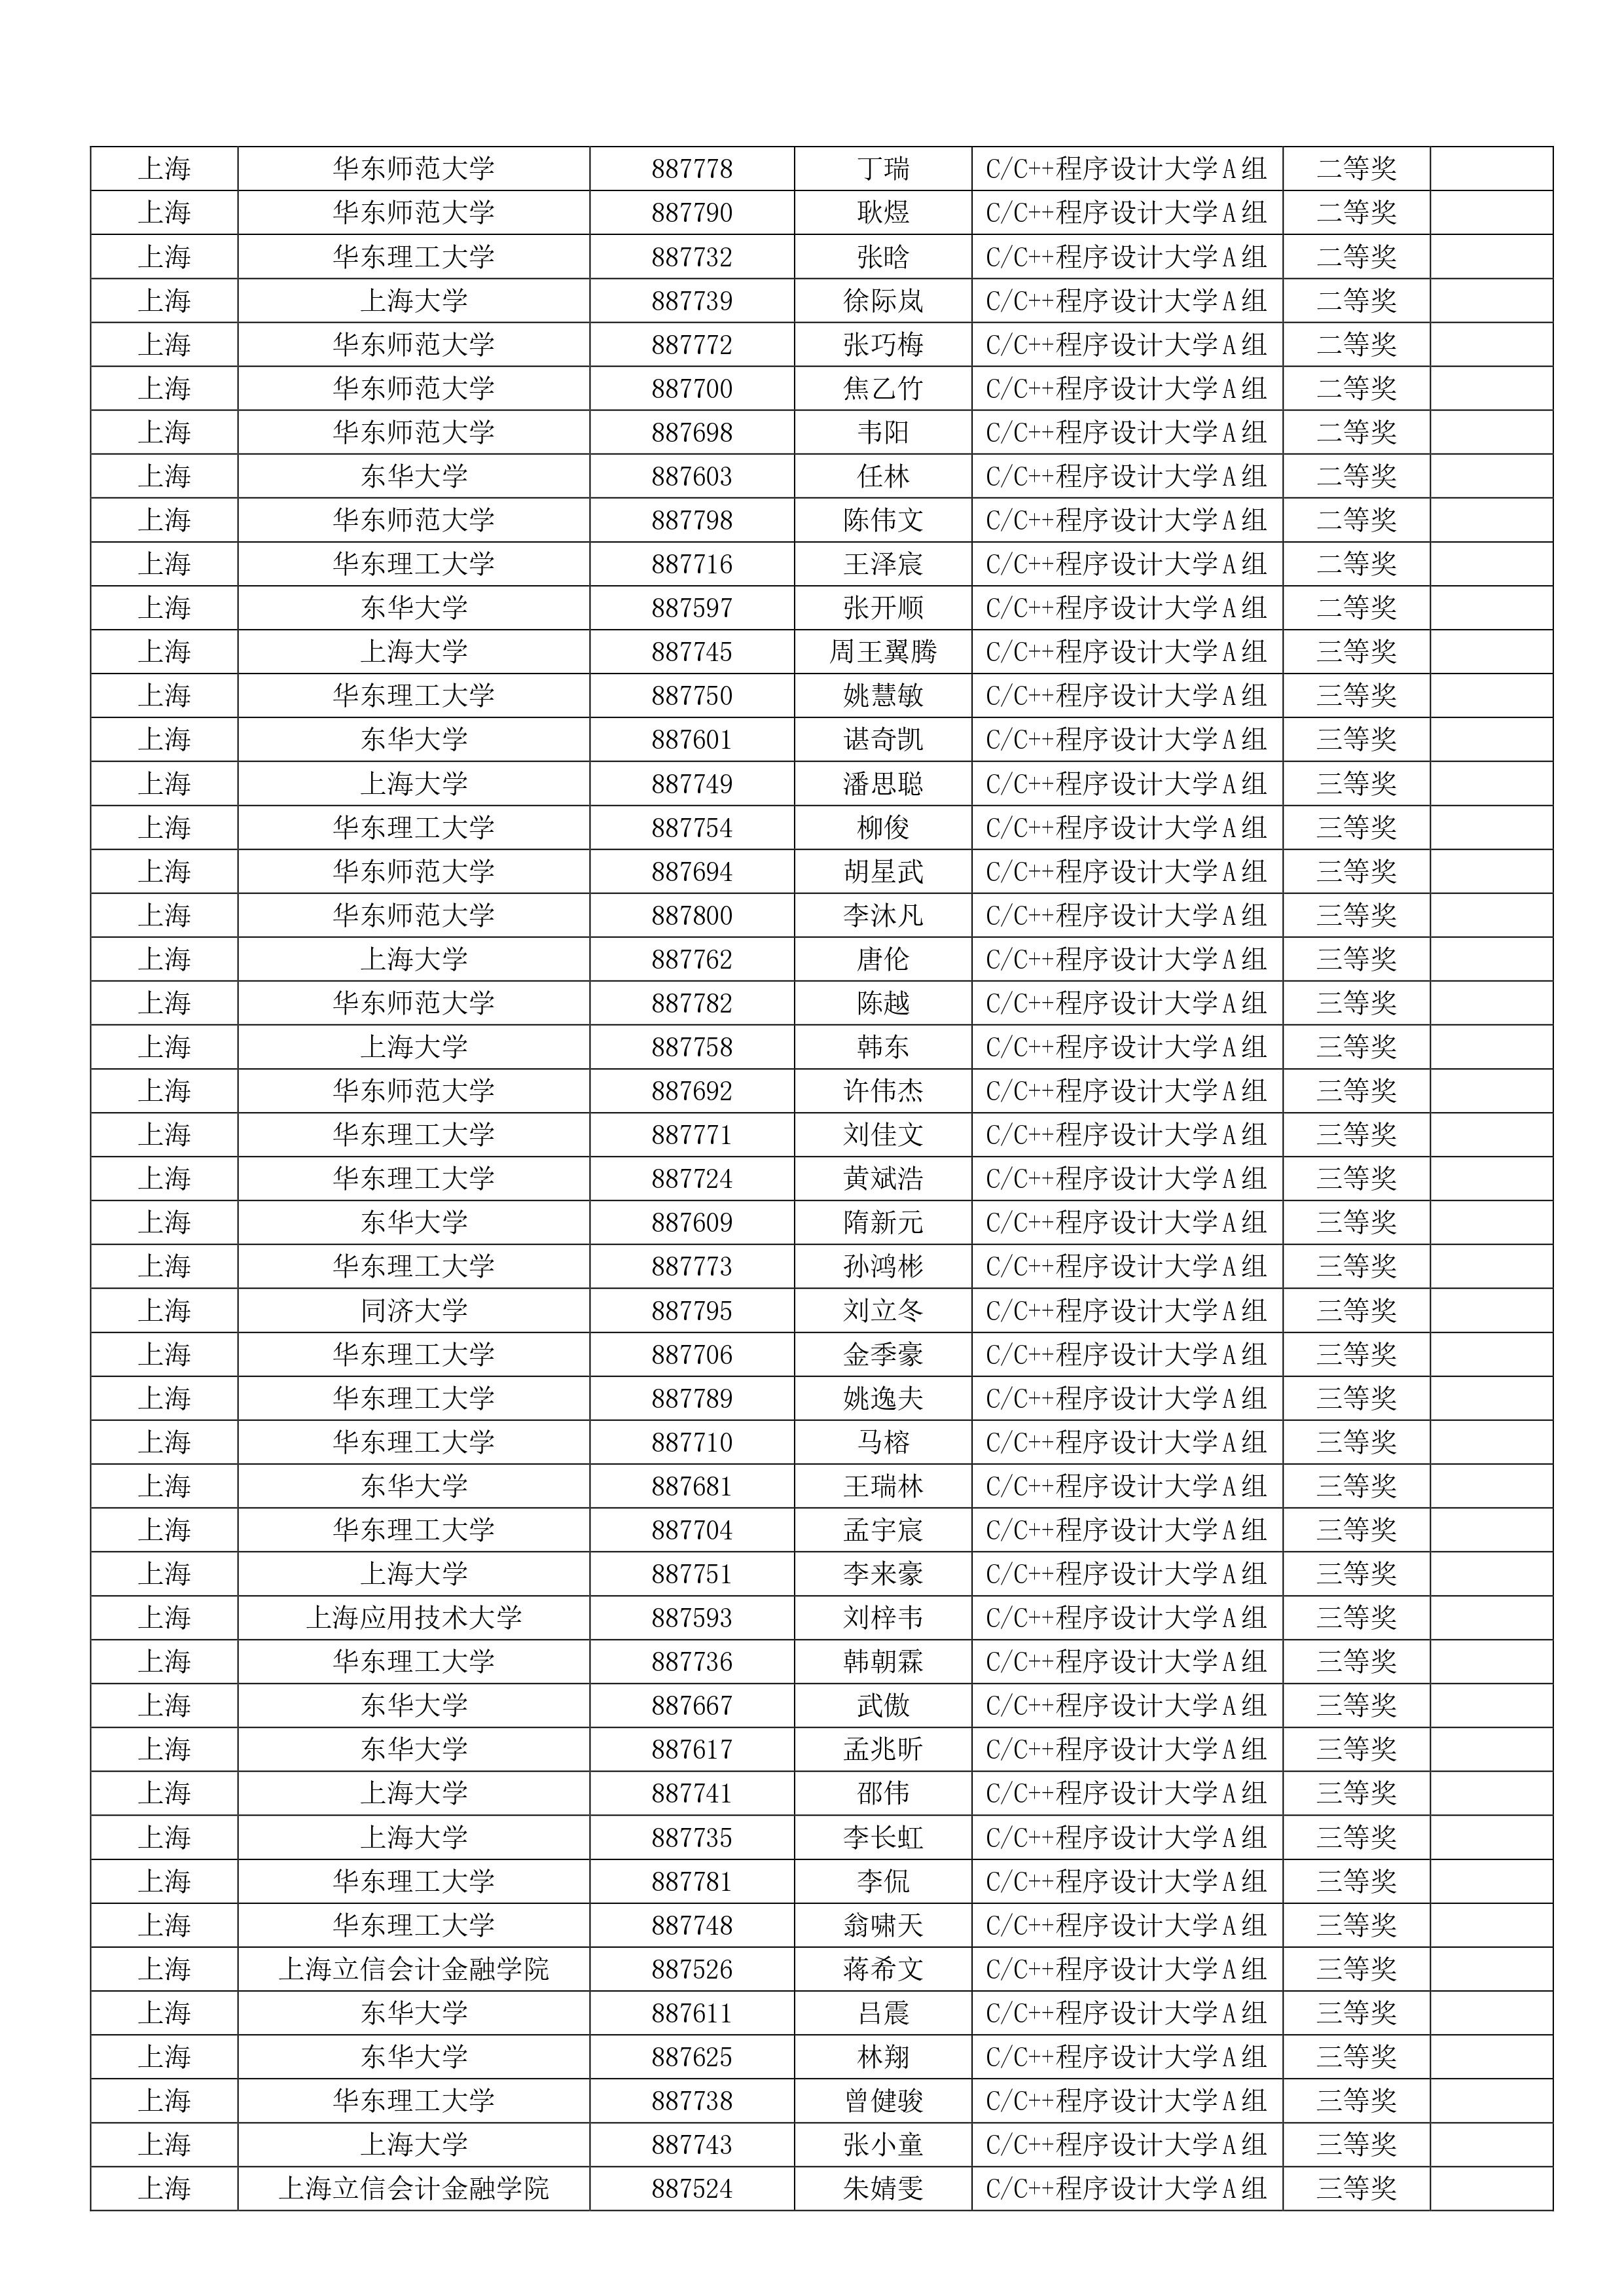 上海 华东师范大学 887778 丁瑞 C/C++程序设计大学A组 二等奖
上海 华东师范大学 887790 耿煜 C/C++程序设计大学A组 二等奖
上海 华东理工大学 887732 张晗 C/C++程序设计大学A组 二等奖
上海 上海大学 887739 徐际岚 C/C++程序设计大学A组 二等奖
上海 华东师范大学 887772 张巧梅 C/C++程序设计大学A组 二等奖
上海 华东师范大学 887700 焦乙竹 C/C++程序设计大学A组 二等奖
上海 华东师范大学 887698 韦阳 C/C++程序设计大学A组 二等奖
上海 东华大学 887603 任林 C/C++程序设计大学A组 二等奖
上海 华东师范大学 887798 陈伟文 C/C++程序设计大学A组 二等奖
上海 华东理工大学 887716 王泽宸 C/C++程序设计大学A组 二等奖
上海 东华大学 887597 张开顺 C/C++程序设计大学A组 二等奖
上海 上海大学 887745 周王翼腾 C/C++程序设计大学A组 三等奖
上海 华东理工大学 887750 姚慧敏 C/C++程序设计大学A组 三等奖
上海 东华大学 887601 谌奇凯 C/C++程序设计大学A组 三等奖
上海 上海大学 887749 潘思聪 C/C++程序设计大学A组 三等奖
上海 华东理工大学 887754 柳俊 C/C++程序设计大学A组 三等奖
上海 华东师范大学 887694 胡星武 C/C++程序设计大学A组 三等奖
上海 华东师范大学 887800 李沐凡 C/C++程序设计大学A组 三等奖
上海 上海大学 887762 唐伦 C/C++程序设计大学A组 三等奖
上海 华东师范大学 887782 陈越 C/C++程序设计大学A组 三等奖
上海 上海大学 887758 韩东 C/C++程序设计大学A组 三等奖
上海 华东师范大学 887692 许伟杰 C/C++程序设计大学A组 三等奖
上海 华东理工大学 887771 刘佳文 C/C++程序设计大学A组 三等奖
上海 华东理工大学 887724 黄斌浩 C/C++程序设计大学A组 三等奖
上海 东华大学 887609 隋新元 C/C++程序设计大学A组 三等奖
上海 华东理工大学 887773 孙鸿彬 C/C++程序设计大学A组 三等奖
上海 同济大学 887795 刘立冬 C/C++程序设计大学A组 三等奖
上海 华东理工大学 887706 金季豪 C/C++程序设计大学A组 三等奖
上海 华东理工大学 887789 姚逸夫 C/C++程序设计大学A组 三等奖
上海 华东理工大学 887710 马榕 C/C++程序设计大学A组 三等奖
上海 东华大学 887681 王瑞林 C/C++程序设计大学A组 三等奖
上海 华东理工大学 887704 孟宇宸 C/C++程序设计大学A组 三等奖
上海 上海大学 887751 李来豪 C/C++程序设计大学A组 三等奖
上海 上海应用技术大学 887593 刘梓韦 C/C++程序设计大学A组 三等奖
上海 华东理工大学 887736 韩朝霖 C/C++程序设计大学A组 三等奖
上海 东华大学 887667 武傲 C/C++程序设计大学A组 三等奖
上海 东华大学 887617 孟兆昕 C/C++程序设计大学A组 三等奖
上海 上海大学 887741 邵伟 C/C++程序设计大学A组 三等奖
上海 上海大学 887735 李长虹 C/C++程序设计大学A组 三等奖
上海 华东理工大学 887781 李侃 C/C++程序设计大学A组 三等奖
上海 华东理工大学 887748 翁啸天 C/C++程序设计大学A组 三等奖
上海 上海立信会计金融学院 887526 蒋希文 C/C++程序设计大学A组 三等奖
上海 东华大学 887611 吕震 C/C++程序设计大学A组 三等奖
上海 东华大学 887625 林翔 C/C++程序设计大学A组 三等奖
上海 华东理工大学 887738 曾健骏 C/C++程序设计大学A组 三等奖
上海 上海大学 887743 张小童 C/C++程序设计大学A组 三等奖
上海 上海立信会计金融学院 887524 朱婧雯 C/C++程序设计大学A组 三等奖